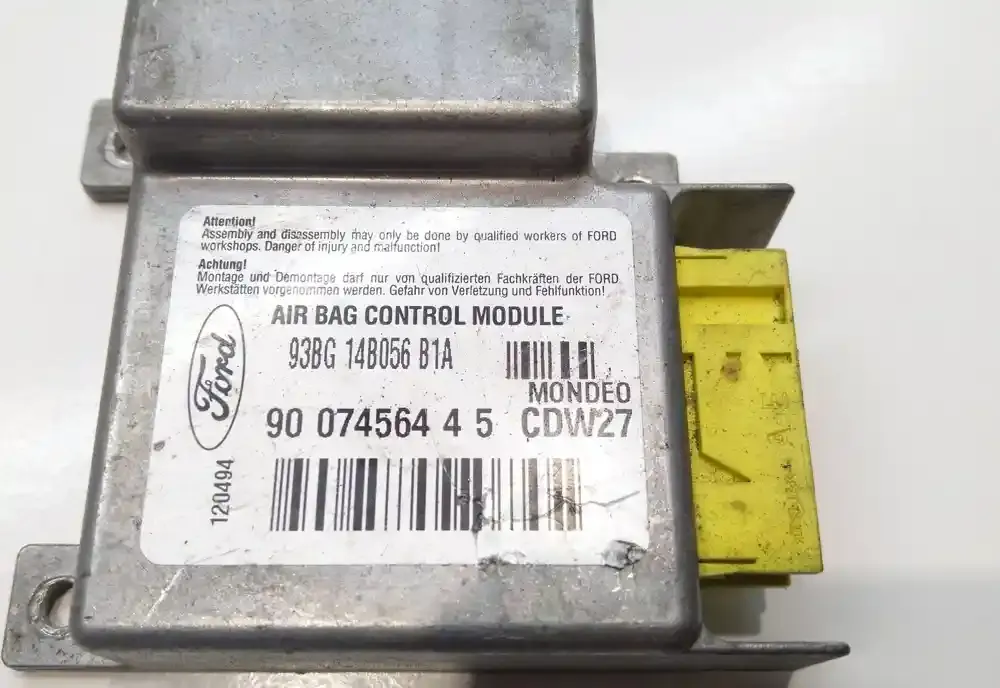 Attention!
Assembly and disassembly may only be done by qualified workers of FORD
workshops. Danger of injury and malfunction!
Achtung!
Montage und Demontage darf nur von qualifizierten Fachkräften der FORD
Werkstätten vorgenommen werden. Gefahr von Verletzung und Fehlfunktion!
AIR BAG CONTROL MODULE
93BG 14B056 B1A
MONDEO
Ford
90 074564 4 5 CDW27
120494